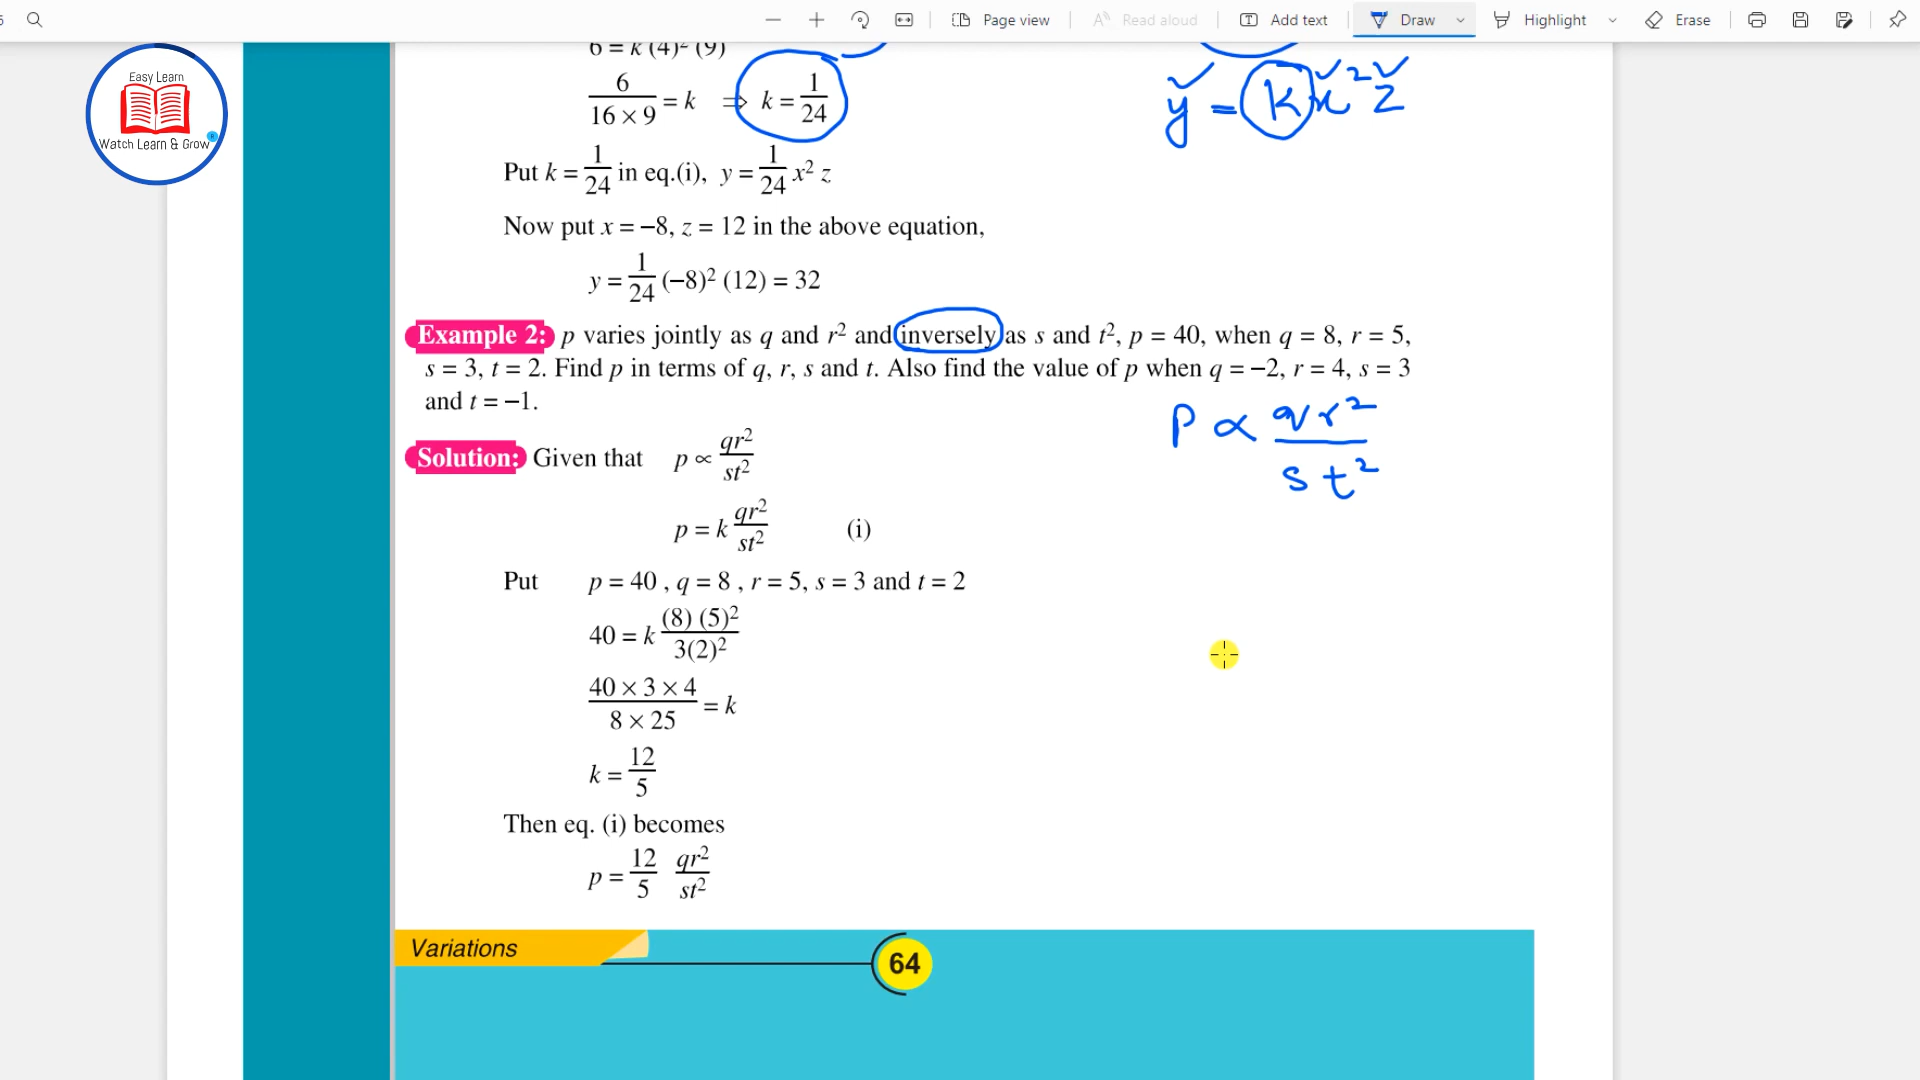 Page view
Read aloud
Add text
Draw
Highlight
Erase
Easy Learn
Watch Learn & Grow
6 = k (4)² (9)
6/(16 × 9) = k ⇒ k = 1/24
y = k x² z
Put k = 1/24 in eq.(i), y = 1/24 x² z
Now put x = −8, z = 12 in the above equation,
y = 1/24 (−8)² (12) = 32
Example 2: p varies jointly as q and r² and inversely as s and t², p = 40, when q = 8, r = 5,
s = 3, t = 2. Find p in terms of q, r, s and t. Also find the value of p when q = −2, r = 4, s = 3
and t = −1.
P ∝ qr²/st²
Solution: Given that p ∝ qr²/st²
p = k qr²/st² (i)
Put p = 40 , q = 8 , r = 5, s = 3 and t = 2
40 = k (8) (5)²/3(2)²
(40 × 3 × 4)/(8 × 25) = k
k = 12/5
Then eq. (i) becomes
p = 12/5 qr²/st²
Variations
64